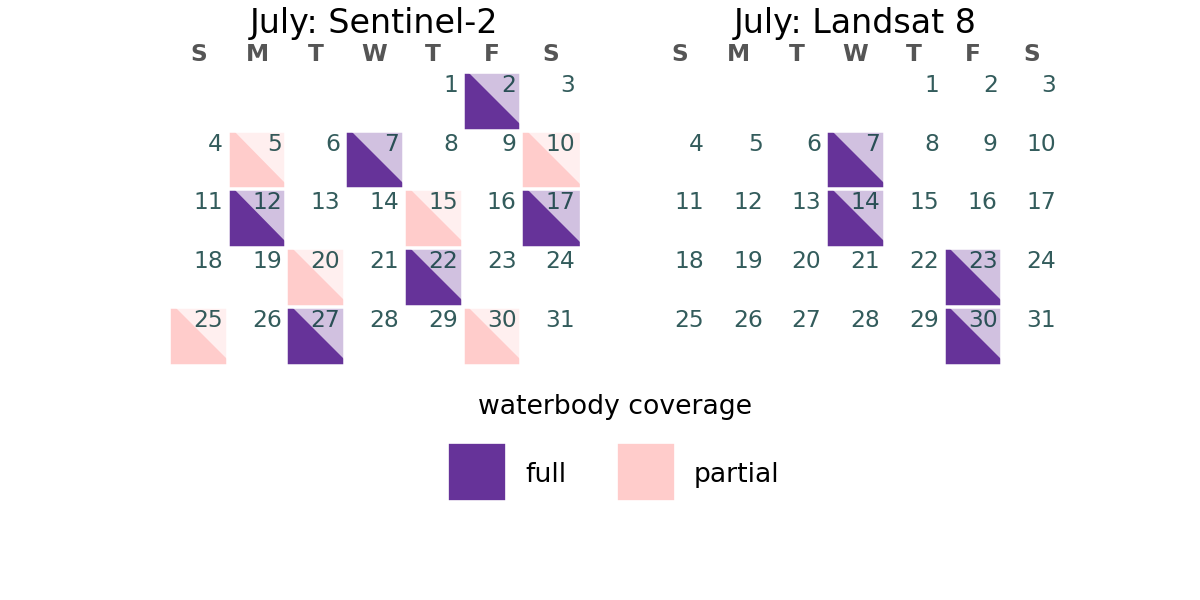 July: Sentinel-2
S M T W T F S
1 2 3
4 5 6 7 8 9 10
11 12 13 14 15 16 17
18 19 20 21 22 23 24
25 26 27 28 29 30 31
July: Landsat 8
S M T W T F S
1 2 3
4 5 6 7 8 9 10
11 12 13 14 15 16 17
18 19 20 21 22 23 24
25 26 27 28 29 30 31
waterbody coverage
full partial